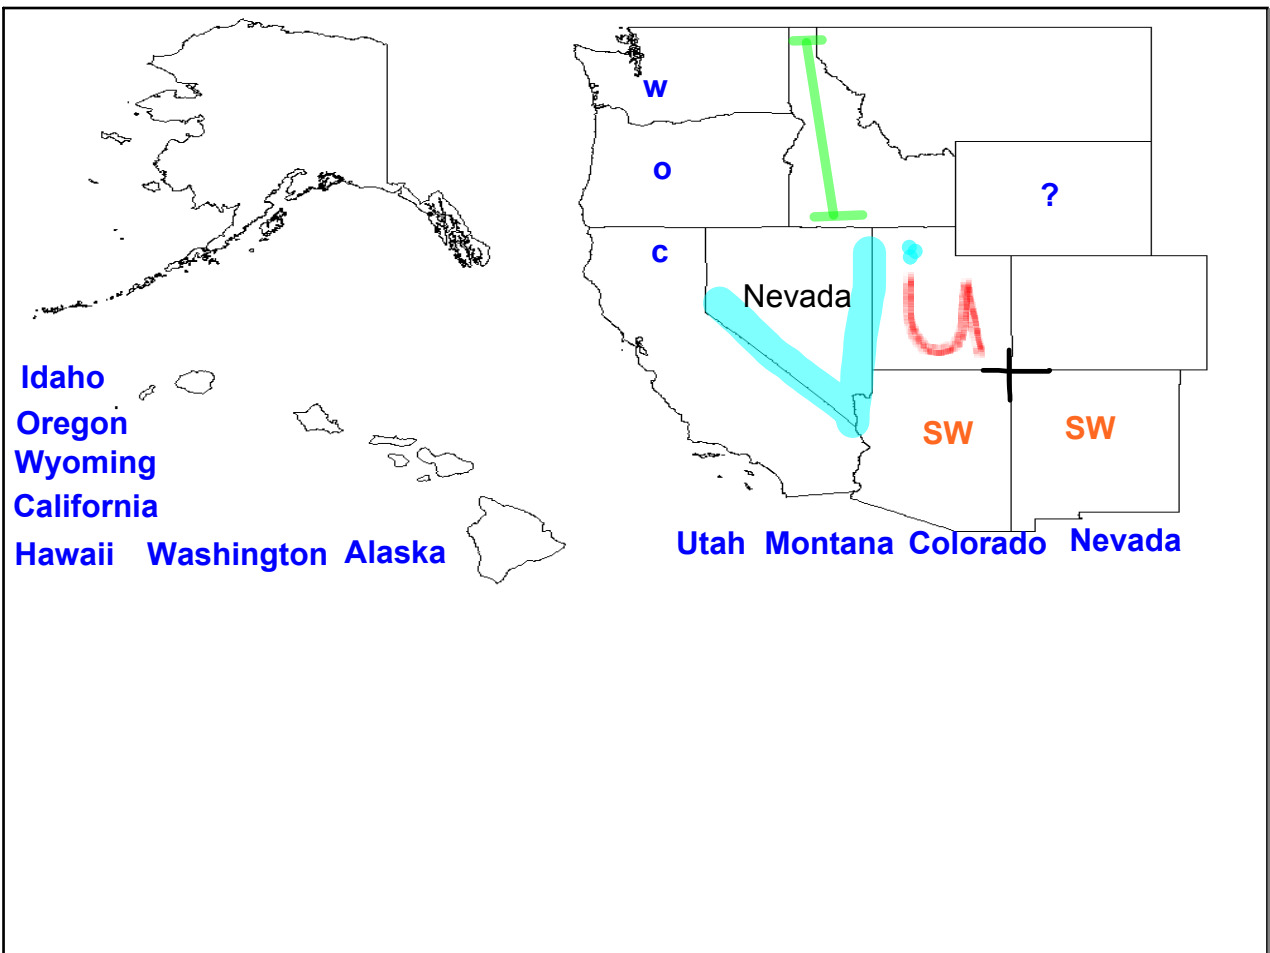 w
I
o
?
c
Nevada
u
Idaho
Oregon
SW SW
Wyoming
California
Hawaii Washington Alaska
Utah Montana Colorado Nevada